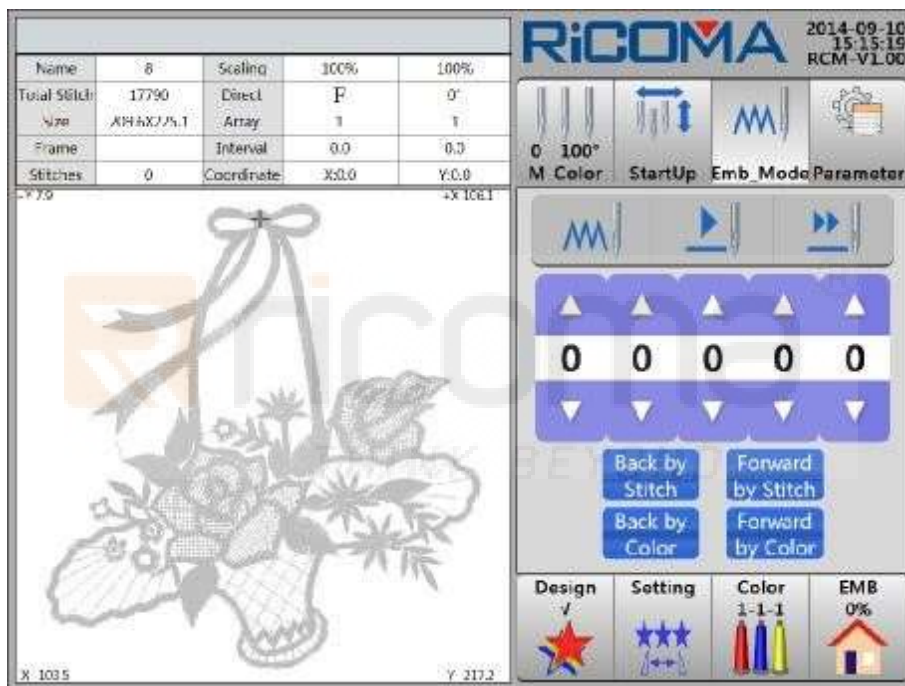 RiCOMA
2014-09-10
15:15:19
RCM-V1.00
Name 8 Scaling 100% 100%
Total Stitch 17790 Direct F 0°
Size Array 1 1
Frame Interval 0.0 0.0
Stitches 0 Coordinate X:0.0 Y:0.0
0 100°
M Color StartUp Emb_Mode Parameter
+X 106.1
ricoma
0 0 0 0 0
Back by Stitch
Forward by Stitch
Back by Color
Forward by Color
Design Setting Color EMB
√ 1-1-1 0%
X 103.5 Y 217.2